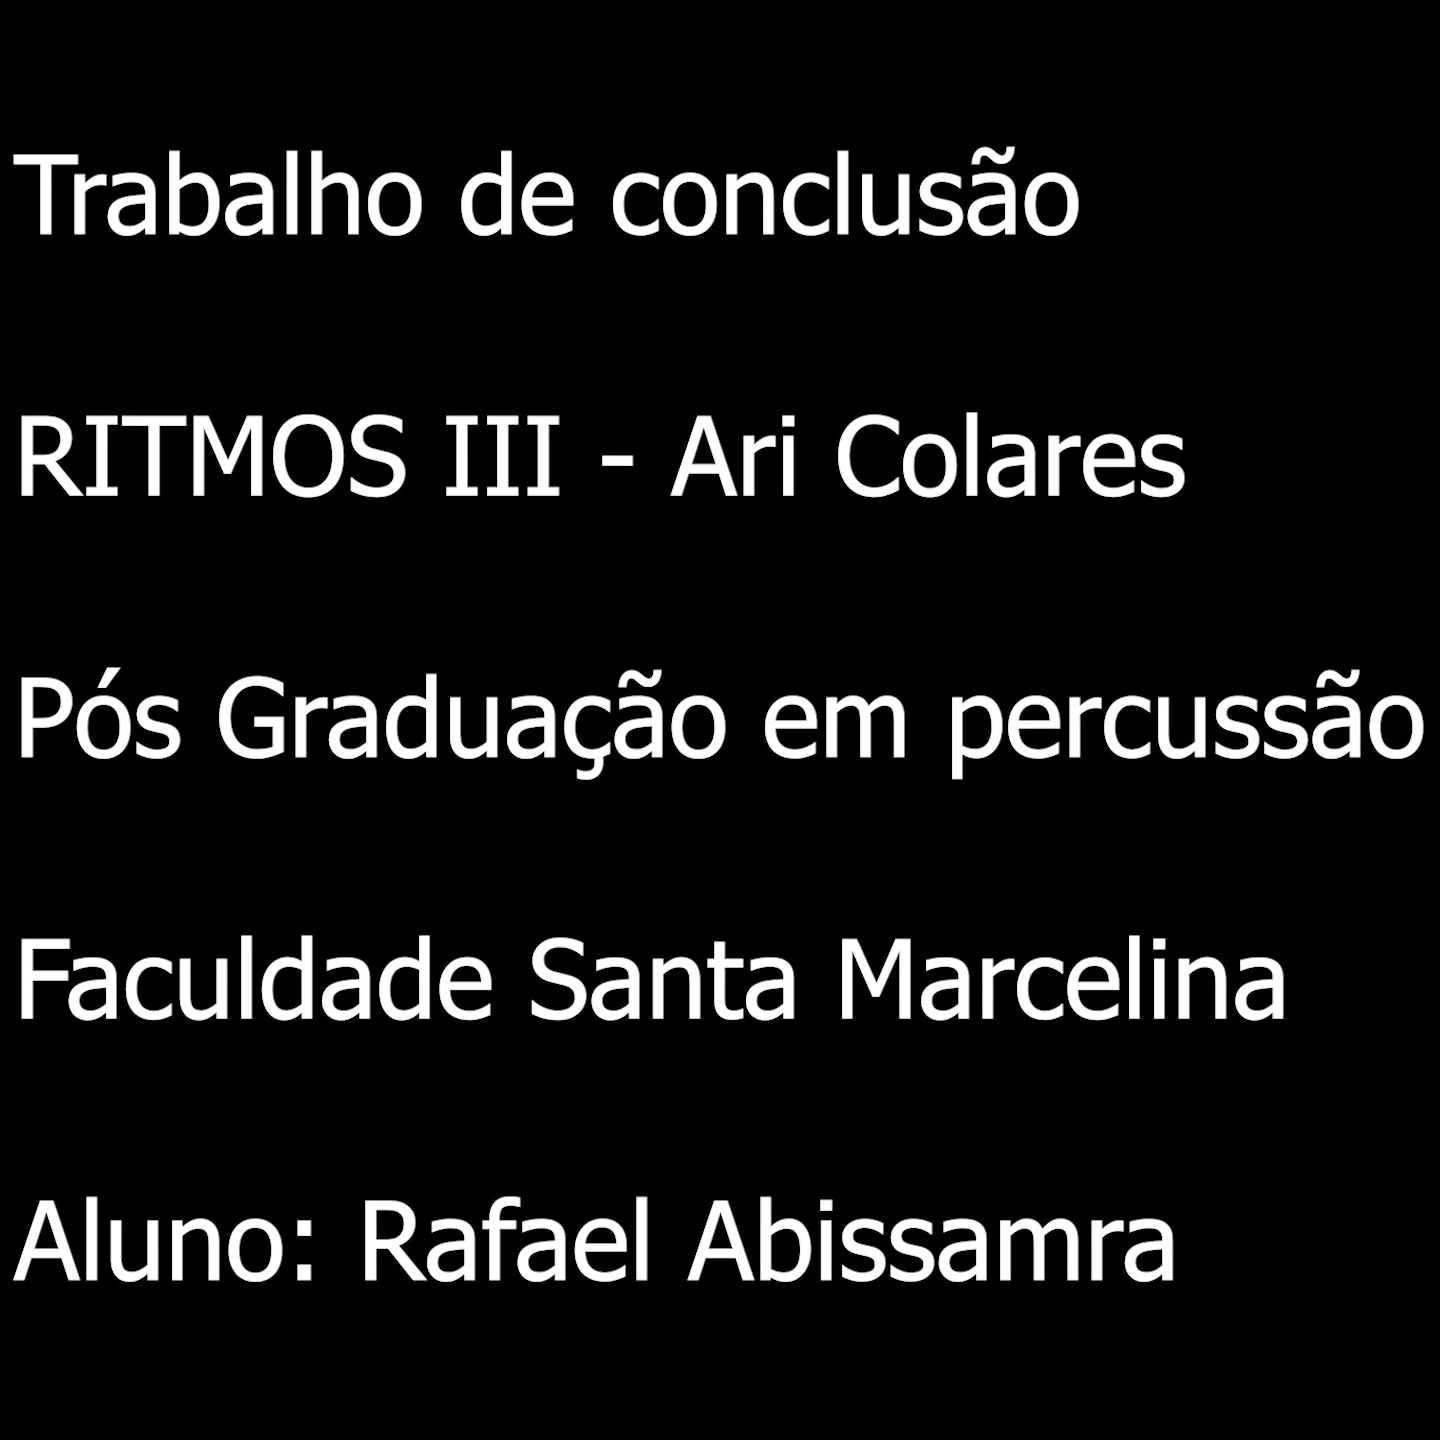 Trabalho de conclusão
RITMOS III - Ari Colares
Pós Graduação em percussão
Faculdade Santa Marcelina
Aluno: Rafael Abissamra